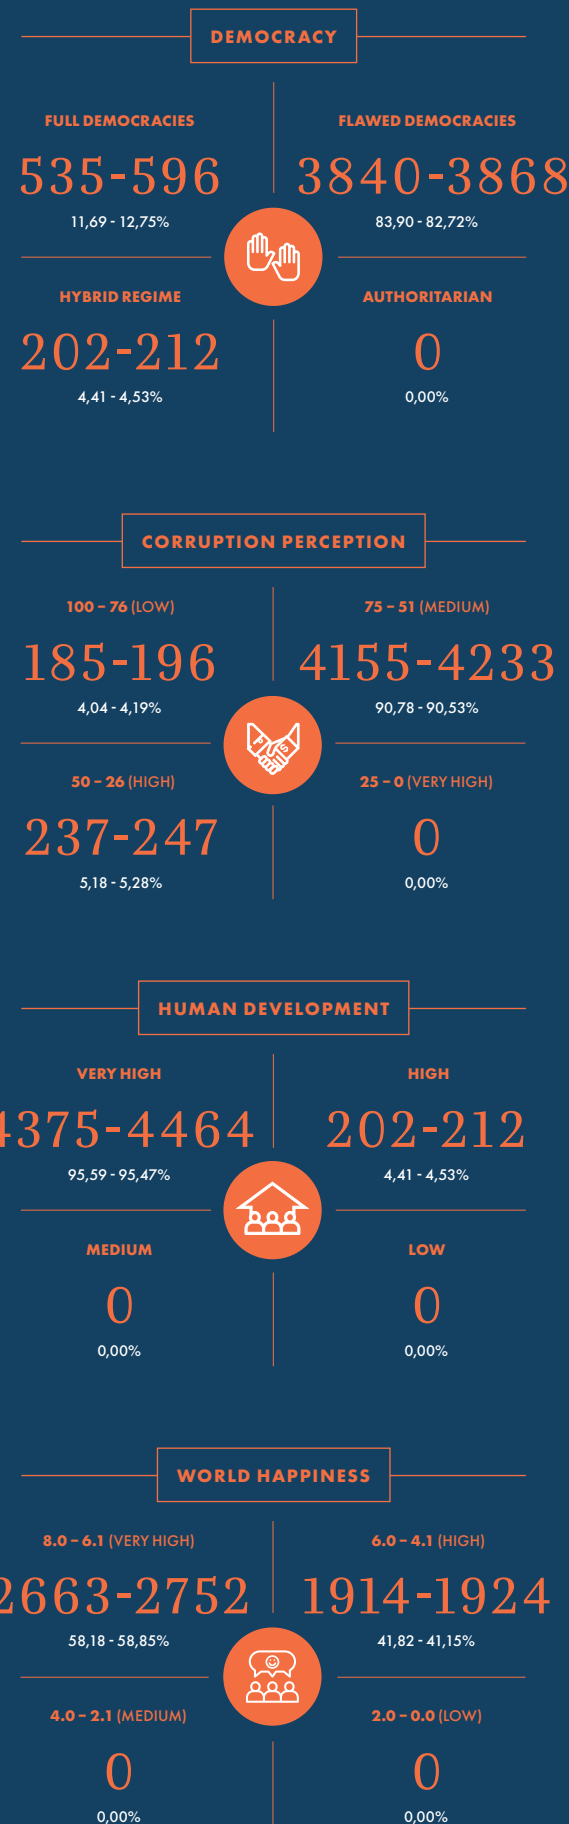 DEMOCRACY
FULL DEMOCRACIES
535-596
11,69 - 12,75%
FLAWED DEMOCRACIES
3840-3868
83,90 - 82,72%
HYBRID REGIME
202-212
4,41 - 4,53%
AUTHORITARIAN
0
0,00%
CORRUPTION PERCEPTION
100 – 76 (LOW)
185-196
4,04 - 4,19%
75 – 51 (MEDIUM)
4155-4233
90,78 - 90,53%
P S
50 – 26 (HIGH)
237-247
5,18 - 5,28%
25 – 0 (VERY HIGH)
0
0,00%
HUMAN DEVELOPMENT
VERY HIGH
4375-4464
95,59 - 95,47%
HIGH
202-212
4,41 - 4,53%
MEDIUM
0
0,00%
LOW
0
0,00%
WORLD HAPPINESS
8.0 – 6.1 (VERY HIGH)
2663-2752
58,18 - 58,85%
6.0 – 4.1 (HIGH)
1914-1924
41,82 - 41,15%
4.0 – 2.1 (MEDIUM)
0
0,00%
2.0 – 0.0 (LOW)
0
0,00%